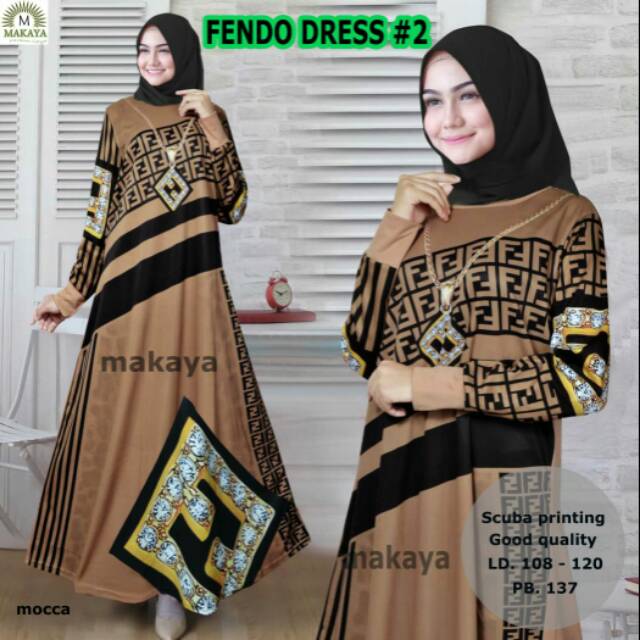 M
MAKAYA
FENDO DRESS #2
makaya
makaya
Scuba printing
Good quality
LD. 108 - 120
PB. 137
mocca